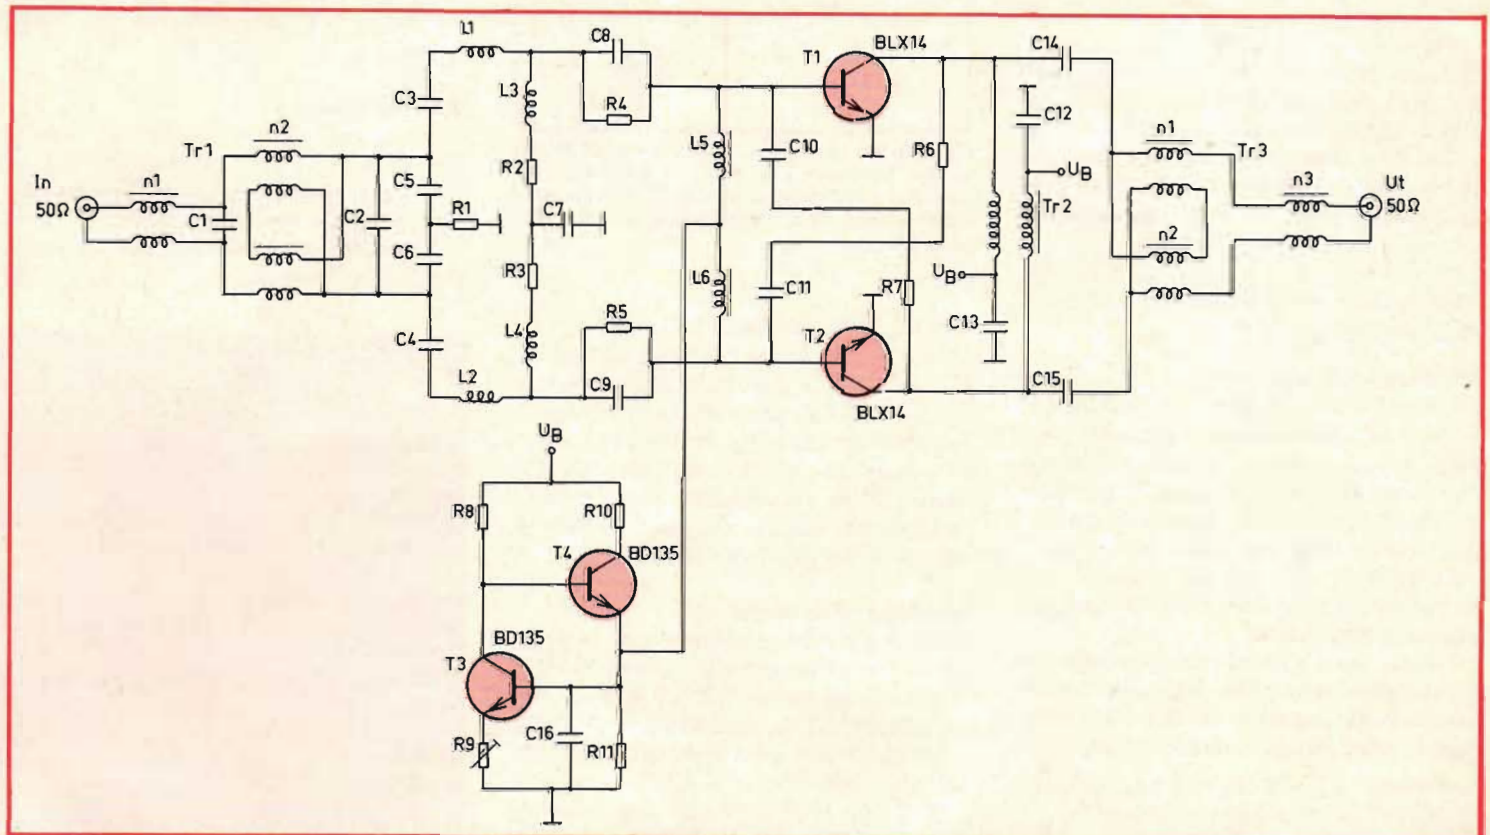 L1
C8
T1
BLX14
C14
C3
L3
R4
C12
Tr1
n2
L5
C10
R6
n1
Tr3
In
50Ω
n1
C5
R2
UB
n3
Ut
50Ω
C1
C2
R1
C7
Tr2
C6
R3
L6
C11
R7
UB
n2
C4
L4
R5
T2
C13
L2
C9
C15
BLX14
UB
R8
R10
T4
BD135
BD135
T3
R9
C16
R11